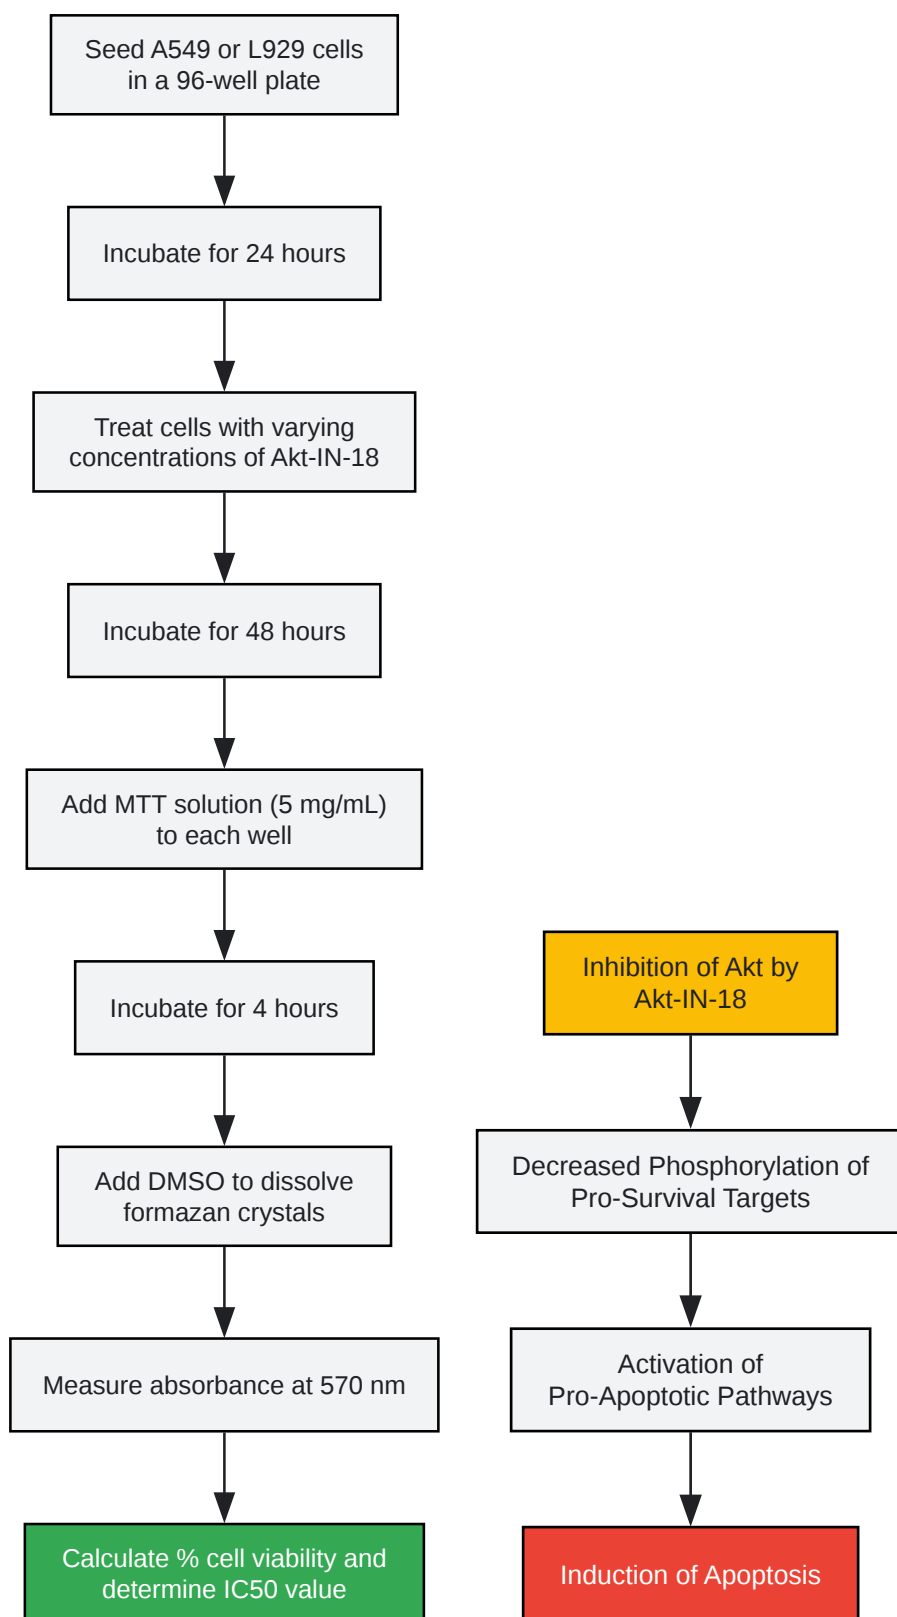 Seed A549 or L929 cells
in a 96-well plate
Incubate for 24 hours
Treat cells with varying
concentrations of Akt-IN-18
Incubate for 48 hours
Add MTT solution (5 mg/mL)
to each well
Incubate for 4 hours
Add DMSO to dissolve
formazan crystals
Measure absorbance at 570 nm
Calculate % cell viability and
determine IC50 value
Inhibition of Akt by
Akt-IN-18
Decreased Phosphorylation of
Pro-Survival Targets
Activation of
Pro-Apoptotic Pathways
Induction of Apoptosis